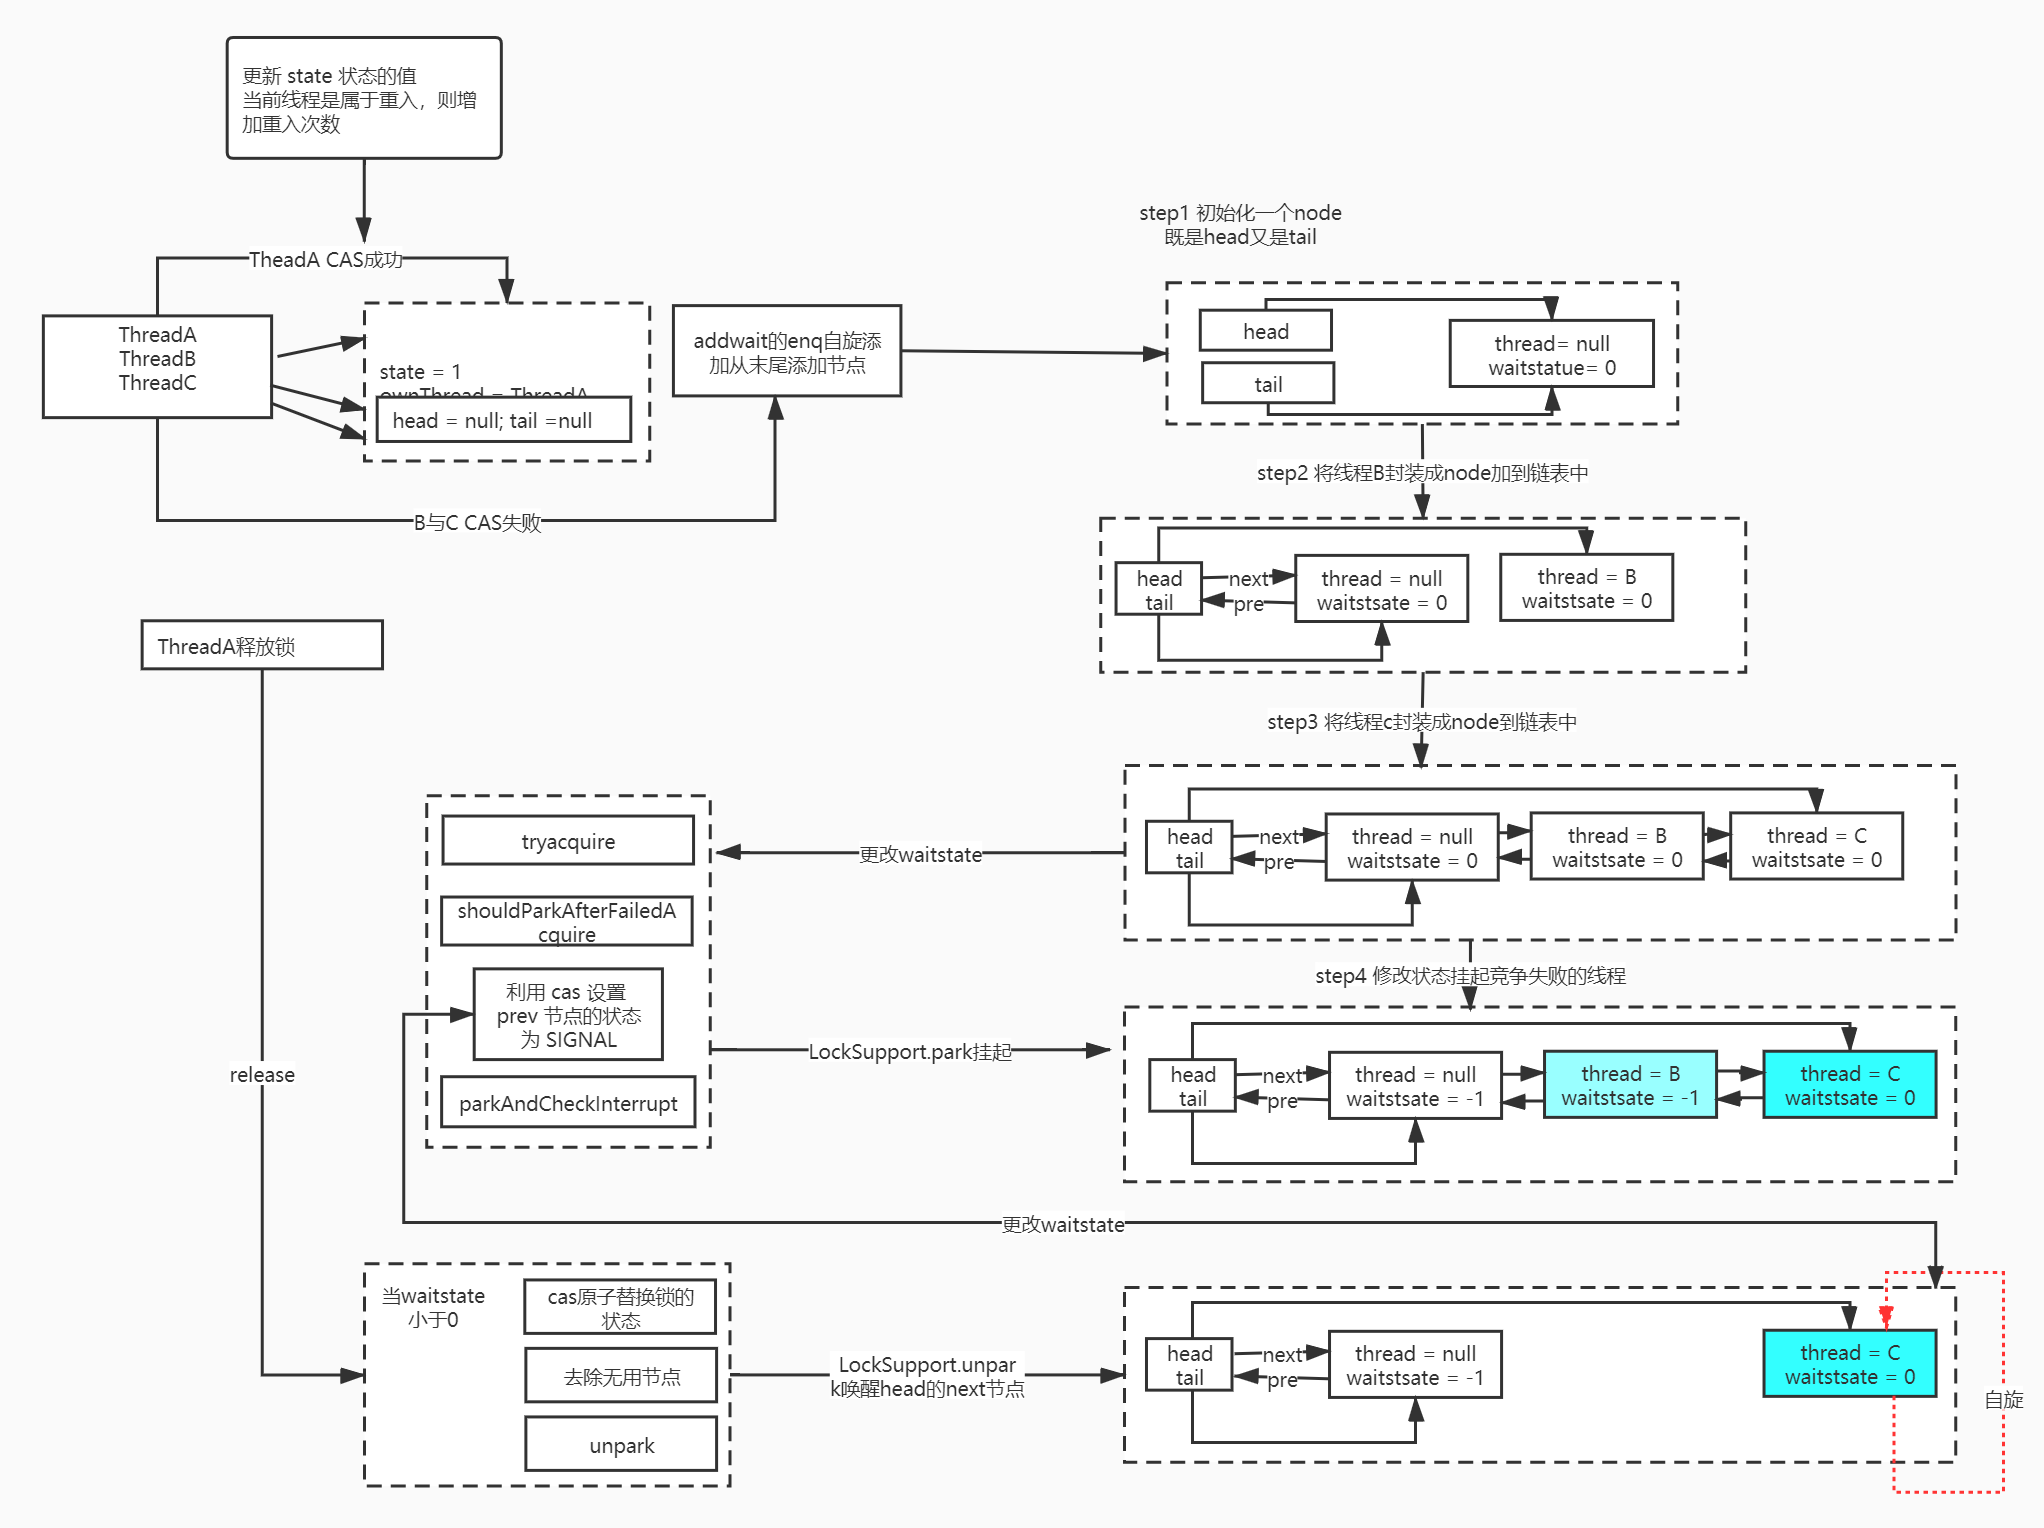 更新 state 状态的值
当前线程是属于重入，则增
加重入次数
TheadA CAS成功
ThreadA
ThreadB
ThreadC
state = 1
ownThread = ThreadA
head = null; tail =null
B与C CAS失败
addwait的enq自旋添
加从末尾添加节点
step1 初始化一个node
既是head又是tail
head
tail
thread= null
waitstatue= 0
step2 将线程B封装成node加到链表中
head
tail
next
pre
thread = null
waitstsate = 0
thread = B
waitstsate = 0
step3 将线程c封装成node到链表中
head
tail
next
pre
thread = null
waitstsate = 0
thread = B
waitstsate = 0
thread = C
waitstsate = 0
更改waitstate
tryacquire
shouldParkAfterFailedA
cquire
利用 cas 设置
prev 节点的状态
为 SIGNAL
parkAndCheckInterrupt
LockSupport.park挂起
step4 修改状态挂起竞争失败的线程
head
tail
next
pre
thread = null
waitstsate = -1
thread = B
waitstsate = -1
thread = C
waitstsate = 0
更改waitstate
ThreadA释放锁
release
当waitstate
小于0
cas原子替换锁的
状态
去除无用节点
unpark
LockSupport.unpar
k唤醒head的next节点
head
tail
next
pre
thread = null
waitstsate = -1
thread = C
waitstsate = 0
自旋